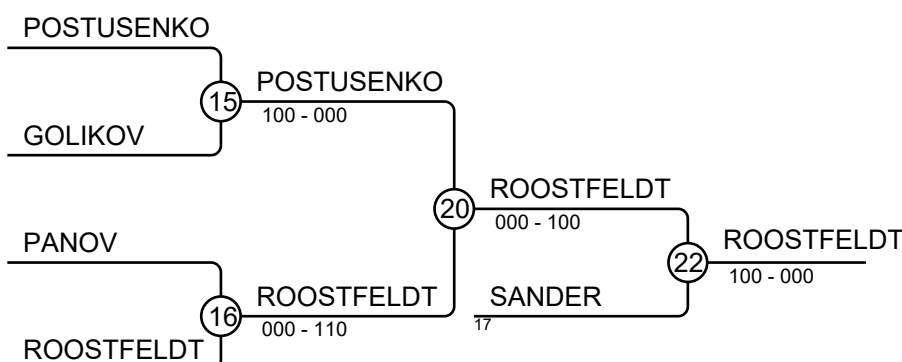 POSTUSENKO
15
POSTUSENKO
100 - 000
GOLIKOV
20
ROOSTFELDT
000 - 100
PANOV
22
ROOSTFELDT
100 - 000
16
ROOSTFELDT
000 - 110
SANDER
17
ROOSTFELDT